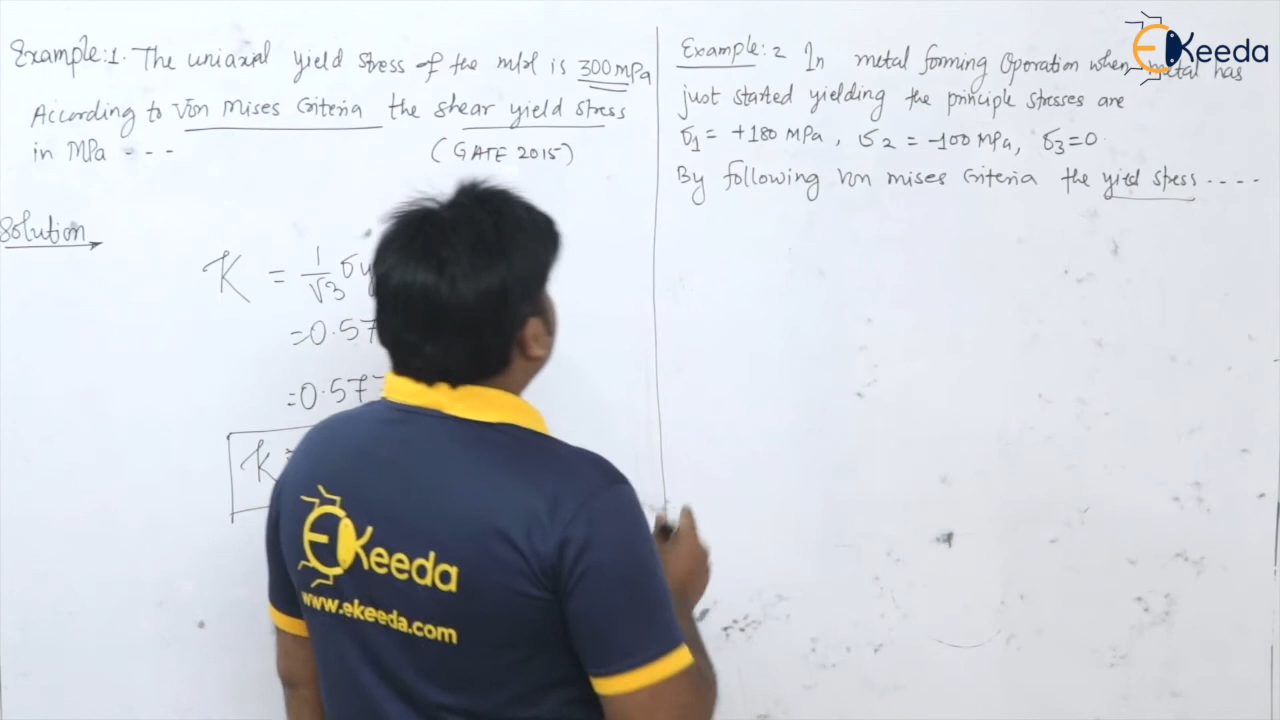 Example:1. The uniaxial yield stress of the mtrl is 300 MPa
According to Von mises Criteria the shear yield stress
in MPa - - -
(GATE 2015)
Solution
K = 1/√3 σy
=0.57
=0.577
K
Example: 2 In metal forming Operation when metal has
just started yielding the principle stresses are
σ1 = +180 MPa, σ2 = -100 MPa, σ3=0.
By following Von mises Criteria the yield stress ----
EKeeda
EKeeda
www.ekeeda.com